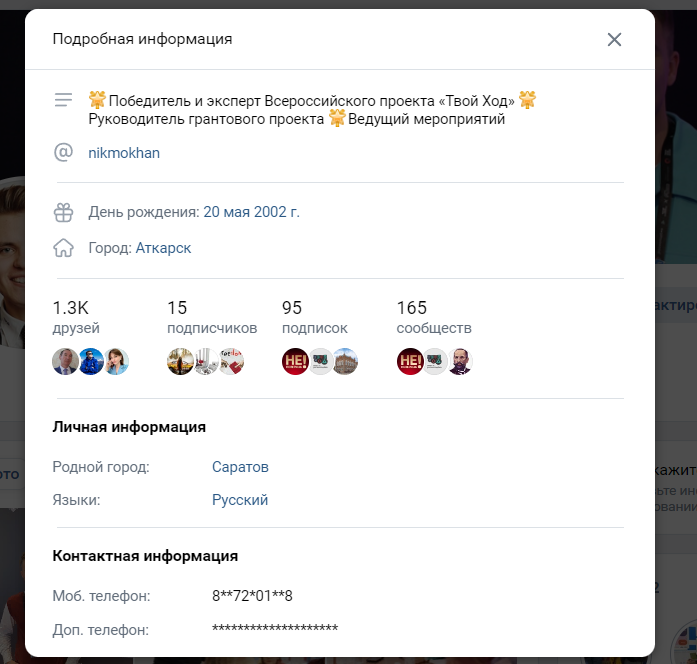 Подробная информация
Победитель и эксперт Всероссийского проекта «Твой Ход»
Руководитель грантового проекта Ведущий мероприятий
nikmokhan
День рождения: 20 мая 2002 г.
Город: Аткарск
1.3K 15 95 165
друзей подписчиков подписок сообществ
НЕ! НЕ!
Личная информация
Родной город: Саратов
Языки: Русский
Контактная информация
Моб. телефон: 8**72*01**8
Доп. телефон: ********************